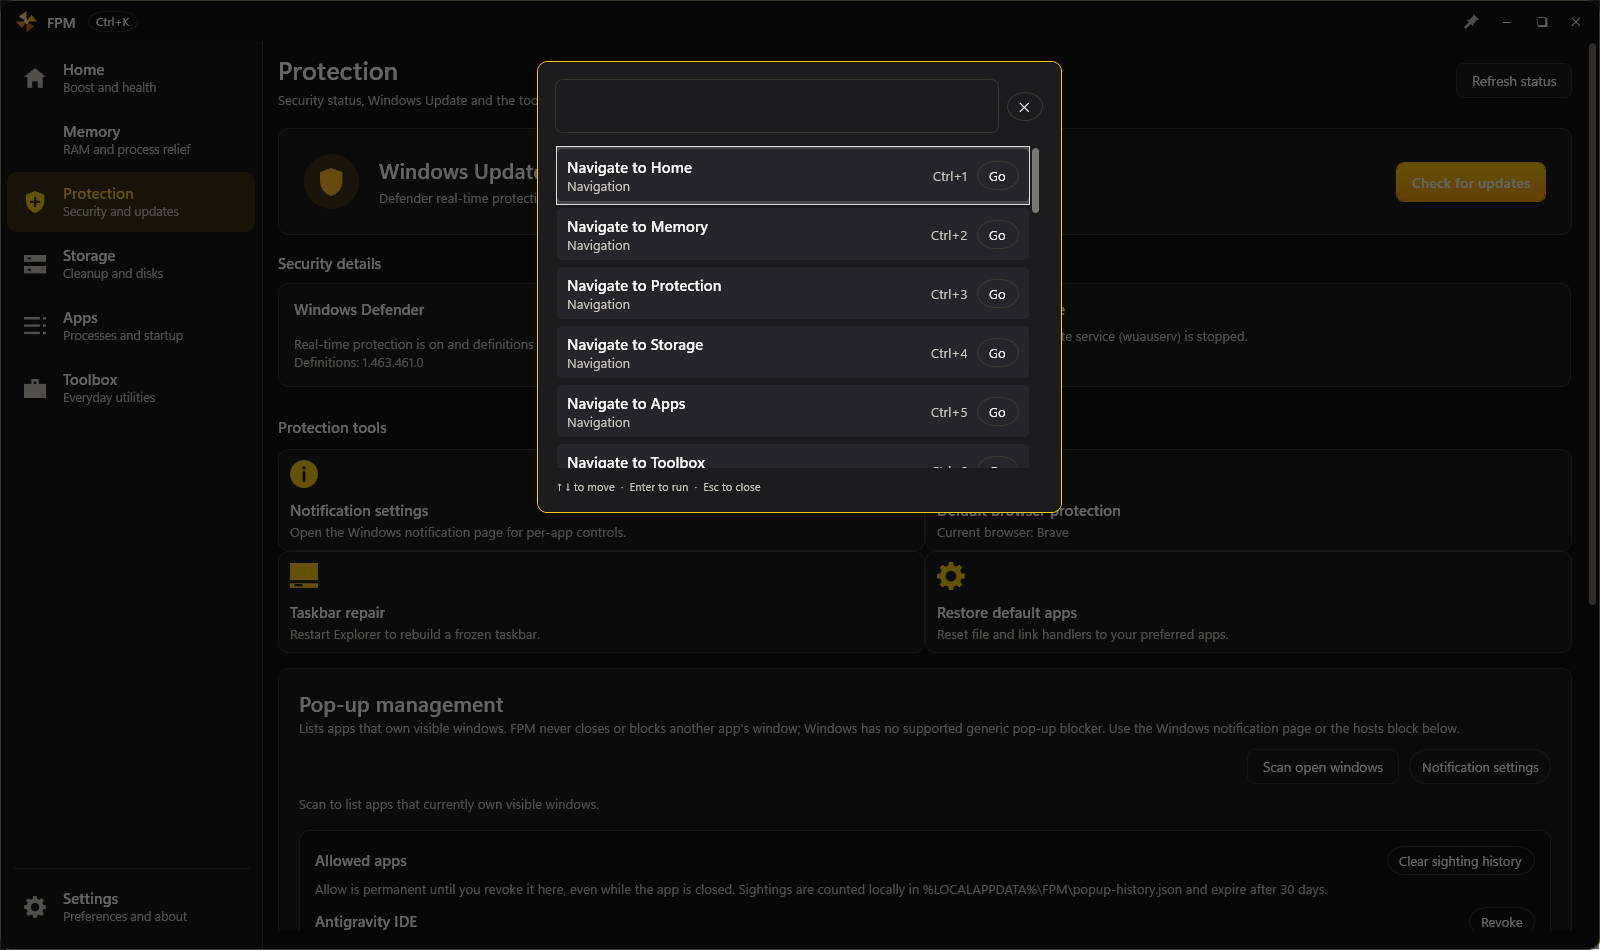 FPM Ctrl+K
Home
Boost and health
Memory
RAM and process relief
Protection
Security and updates
Storage
Cleanup and disks
Apps
Processes and startup
Toolbox
Everyday utilities
Settings
Preferences and about
Protection
Security status, Windows Update and the too
Refresh status
Windows Update
Defender real-time protecti
Check for updates
Security details
Windows Defender
Real-time protection is on and definitions
Definitions: 1.463.461.0
te service (wuauserv) is stopped.
Protection tools
Notification settings
Open the Windows notification page for per-app controls.
Default browser protection
Current browser: Brave
Taskbar repair
Restart Explorer to rebuild a frozen taskbar.
Restore default apps
Reset file and link handlers to your preferred apps.
Pop-up management
Lists apps that own visible windows. FPM never closes or blocks another app's window; Windows has no supported generic pop-up blocker. Use the Windows notification page or the hosts block below.
Scan open windows
Notification settings
Scan to list apps that currently own visible windows.
Allowed apps
Clear sighting history
Allow is permanent until you revoke it here, even while the app is closed. Sightings are counted locally in %LOCALAPPDATA%\FPM\popup-history.json and expire after 30 days.
Antigravity IDE
Revoke
Navigate to Home
Navigation
Ctrl+1 Go
Navigate to Memory
Navigation
Ctrl+2 Go
Navigate to Protection
Navigation
Ctrl+3 Go
Navigate to Storage
Navigation
Ctrl+4 Go
Navigate to Apps
Navigation
Ctrl+5 Go
Navigate to Toolbox
↑↓ to move · Enter to run · Esc to close